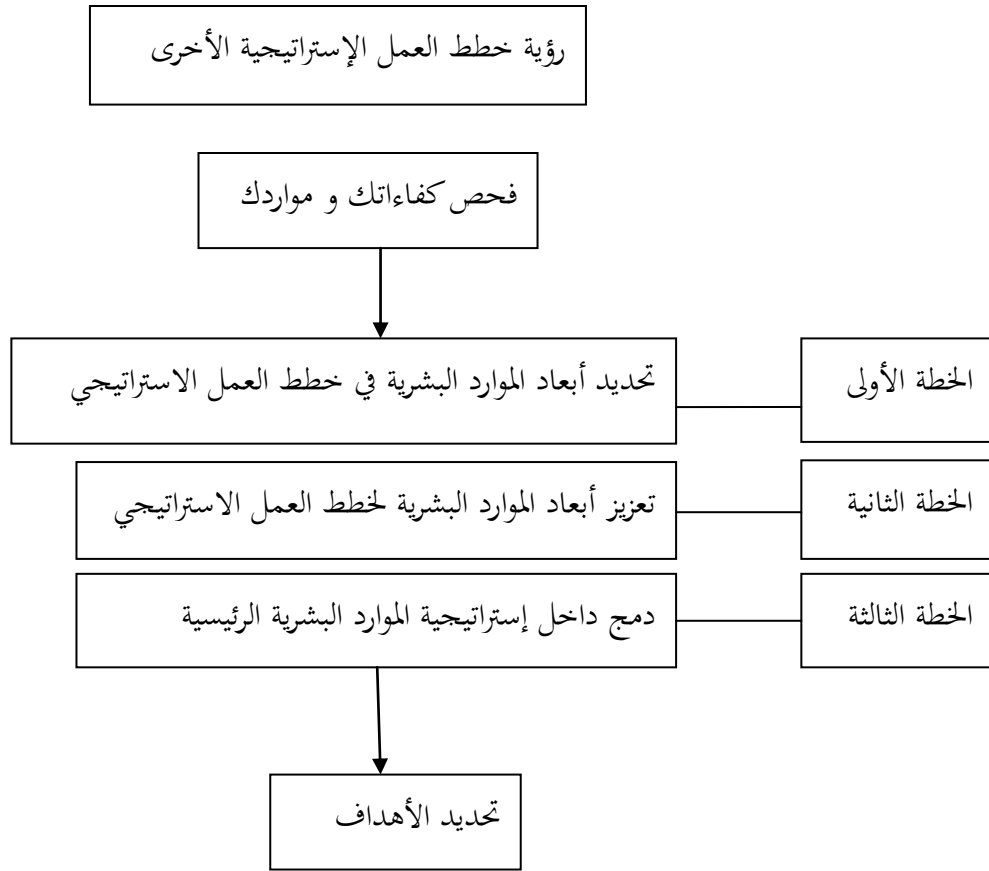 رؤية خطط العمل الإستراتيجية الأخرى
فحص كفاءاتك و مواردك
الخطة الأولى
تحديد أبعاد الموارد البشرية في خطط العمل الاستراتيجي
الخطة الثانية
تعزيز أبعاد الموارد البشرية لخطط العمل الاستراتيجي
الخطة الثالثة
دمج داخل إستراتيجية الموارد البشرية الرئيسية
تحديد الأهداف